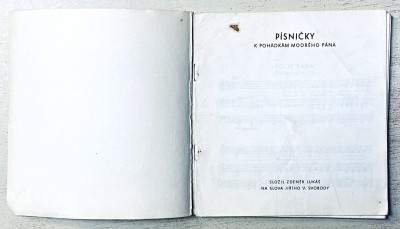 PÍSNIČKY
K POHÁDKÁM MODRÉHO PÁNA
SLOŽIL ZDENĚK LUKÁŠ
NA SLOVA JIŘÍHO V. SVOBODY